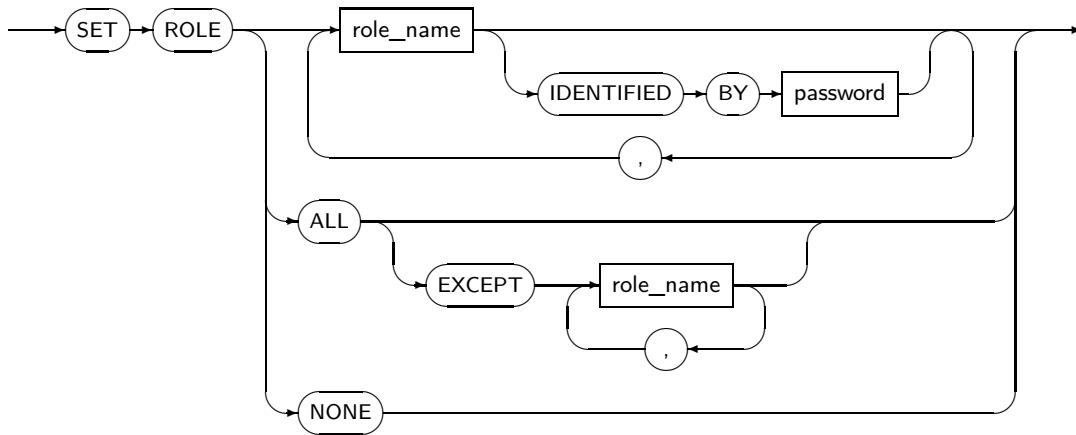 SET ROLE role_name
IDENTIFIED BY password
,
ALL
EXCEPT role_name
,
NONE